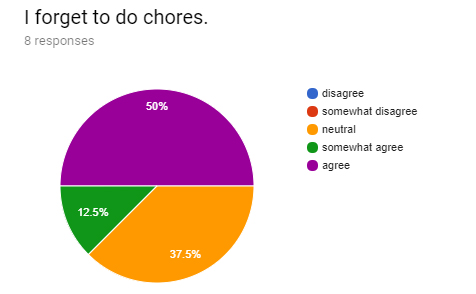 I forget to do chores.
8 responses
50%
12.5%
37.5%
disagree
somewhat disagree
neutral
somewhat agree
agree